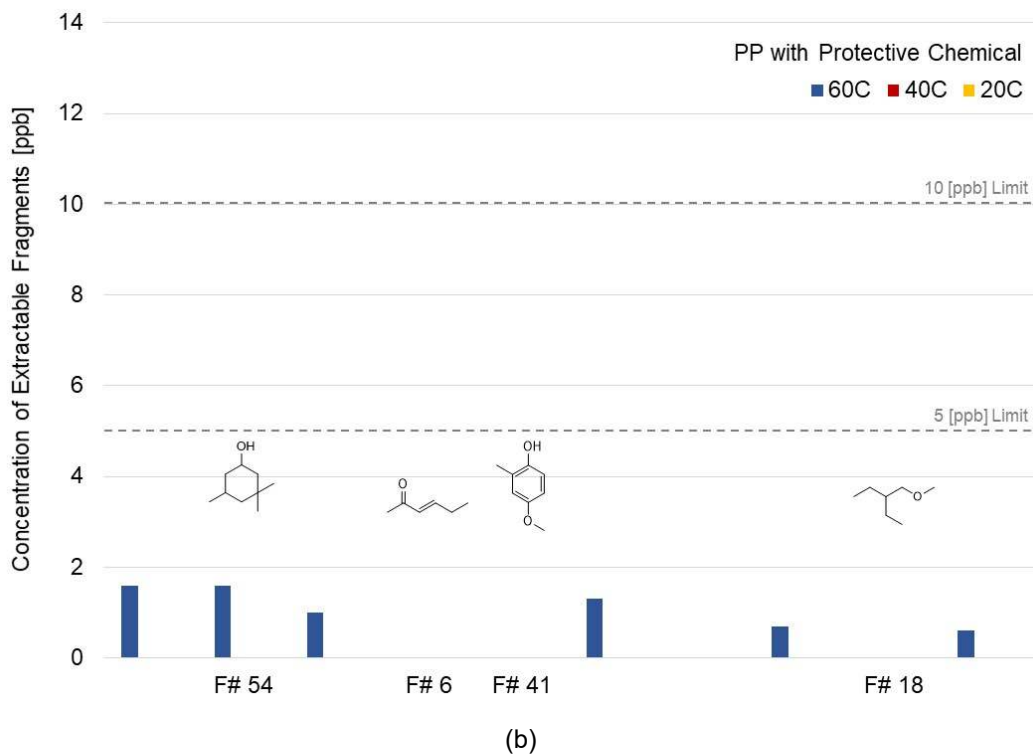 14
PP with Protective Chemical
60C 40C 20C
12
10 [ppb] Limit
10
8
6
5 [ppb] Limit
OH
OH
4
O
O
O
2
0
Concentration of Extractable Fragments [ppb]
F# 54 F# 6 F# 41 F# 18
(b)